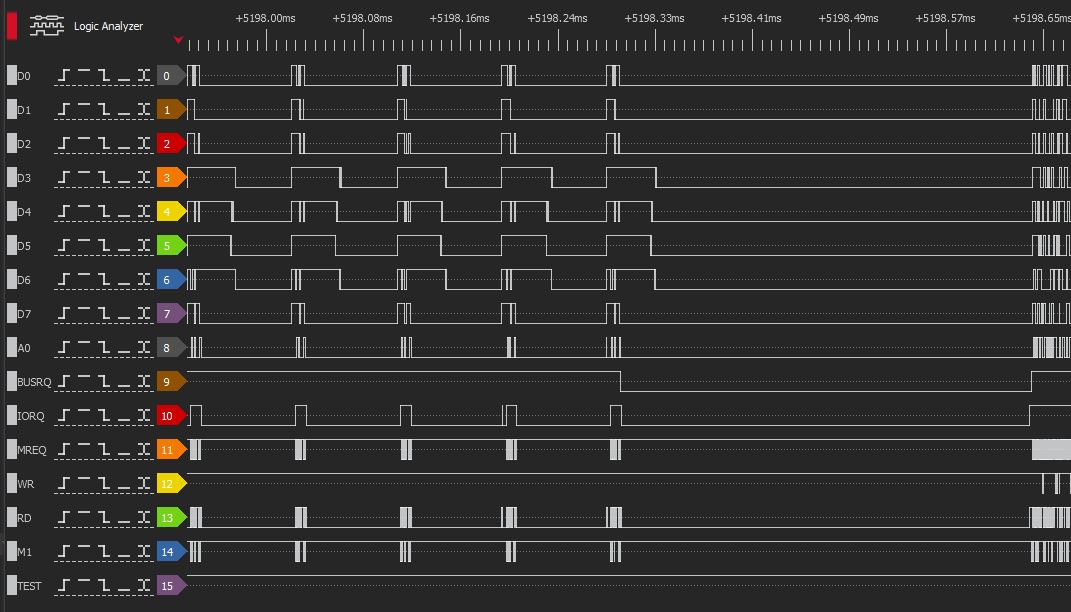 Logic Analyzer
+5198.00ms +5198.08ms +5198.16ms +5198.24ms +5198.33ms +5198.41ms +5198.49ms +5198.57ms +5198.65ms
D0 0
D1 1
D2 2
D3 3
D4 4
D5 5
D6 6
D7 7
A0 8
BUSRQ 9
IORQ 10
MREQ 11
WR 12
RD 13
M1 14
TEST 15